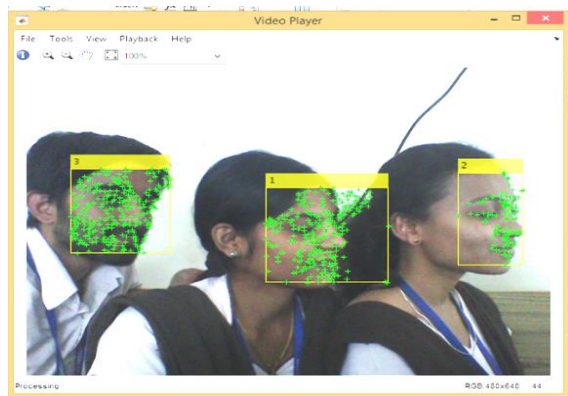 Video Player
File Tools View Playback Help
100%
3
1
2
Processing
RGB 480x640 44